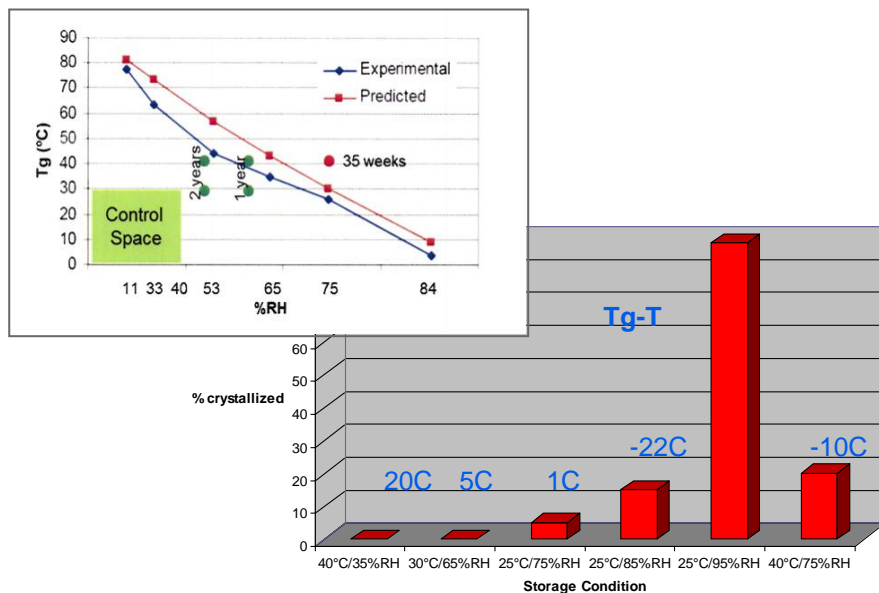 90
80
70
60
50
40
30
20
10
0
Tg (°C)
Experimental
Predicted
2 years
1 year
35 weeks
Control
Space
11 33 40 53 65 75 84
%RH
Tg-T
60
50
40
30
20
10
0
% crystallized
20C 5C 1C -22C -10C
40°C/35%RH 30°C/65%RH 25°C/75%RH 25°C/85%RH 25°C/95%RH 40°C/75%RH
Storage Condition